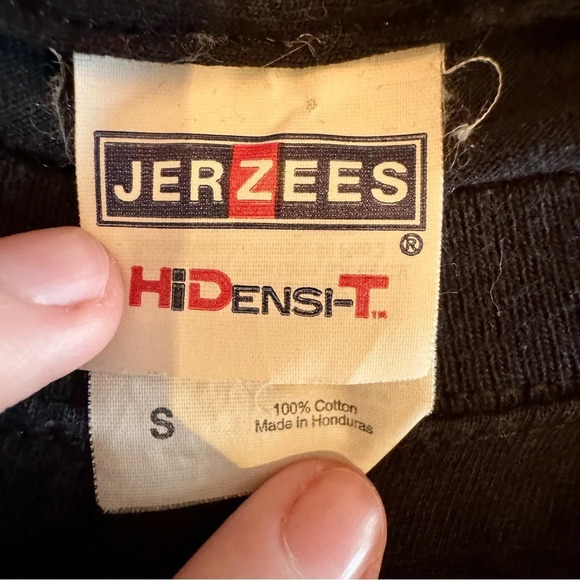 JERZEES
®
HiDENSI-T™
S
100% Cotton
Made in Honduras